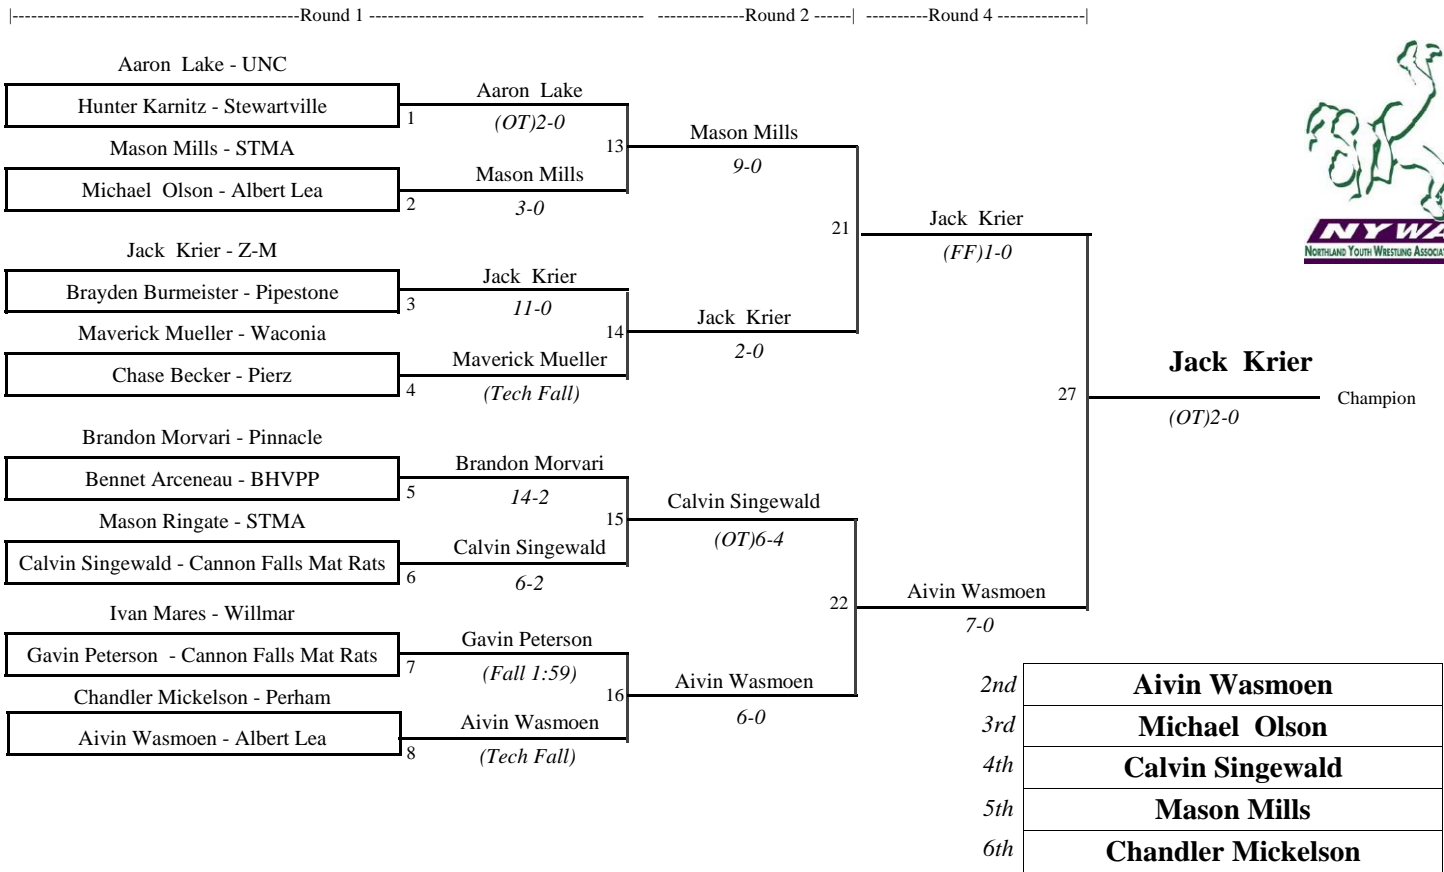 |----------------------------------------------Round 1 -------------------------------------------- --------------Round 2 ------| ----------Round 4 --------------|
Aaron Lake - UNC
Hunter Karnitz - Stewartville
1
Mason Mills - STMA
Michael Olson - Albert Lea
2
Jack Krier - Z-M
Brayden Burmeister - Pipestone
3
Maverick Mueller - Waconia
Chase Becker - Pierz
4
Brandon Morvari - Pinnacle
Bennet Arceneau - BHVPP
5
Mason Ringate - STMA
Calvin Singewald - Cannon Falls Mat Rats
6
Ivan Mares - Willmar
Gavin Peterson - Cannon Falls Mat Rats
7
Chandler Mickelson - Perham
Aivin Wasmoen - Albert Lea
8
Aaron Lake
(OT)2-0
13
Mason Mills
3-0
Jack Krier
11-0
14
Maverick Mueller
(Tech Fall)
Brandon Morvari
14-2
15
Calvin Singewald
6-2
Gavin Peterson
(Fall 1:59)
16
Aivin Wasmoen
(Tech Fall)
Mason Mills
9-0
21
Jack Krier
2-0
Calvin Singewald
(OT)6-4
22
Aivin Wasmoen
6-0
Jack Krier
(FF)1-0
27
Aivin Wasmoen
7-0
Jack Krier
Champion
(OT)2-0
NYWA
NORTHLAND YOUTH WRESTLING
2nd Aivin Wasmoen
3rd Michael Olson
4th Calvin Singewald
5th Mason Mills
6th Chandler Mickelson